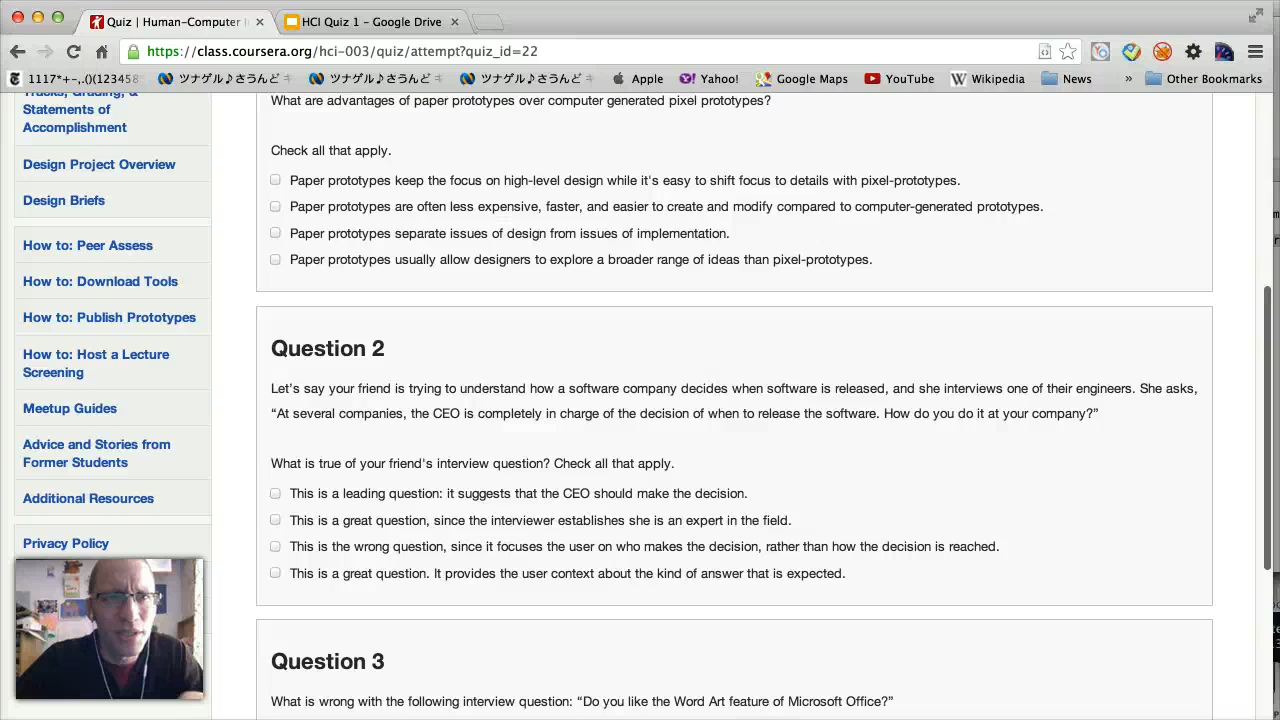 Quiz | Human-Computer I
HCI Quiz 1 – Google Drive
https://class.coursera.org/hci-003/quiz/attempt?quiz_id=22
1117*+–,.()(123458
ツナゲル♪さうんど
ツナゲル♪さうんど
ツナゲル♪さうんど
Apple
Yahoo!
Google Maps
YouTube
Wikipedia
News
»
Other Bookmarks
Tracks, Grading, &
Statements of
Accomplishment
Design Project Overview
Design Briefs
How to: Peer Assess
How to: Download Tools
How to: Publish Prototypes
How to: Host a Lecture
Screening
Meetup Guides
Advice and Stories from
Former Students
Additional Resources
Privacy Policy
What are advantages of paper prototypes over computer generated pixel prototypes?
Check all that apply.
Paper prototypes keep the focus on high-level design while it's easy to shift focus to details with pixel-prototypes.
Paper prototypes are often less expensive, faster, and easier to create and modify compared to computer-generated prototypes.
Paper prototypes separate issues of design from issues of implementation.
Paper prototypes usually allow designers to explore a broader range of ideas than pixel-prototypes.
Question 2
Let's say your friend is trying to understand how a software company decides when software is released, and she interviews one of their engineers. She asks,
“At several companies, the CEO is completely in charge of the decision of when to release the software. How do you do it at your company?”
What is true of your friend's interview question? Check all that apply.
This is a leading question: it suggests that the CEO should make the decision.
This is a great question, since the interviewer establishes she is an expert in the field.
This is the wrong question, since it focuses the user on who makes the decision, rather than how the decision is reached.
This is a great question. It provides the user context about the kind of answer that is expected.
Question 3
What is wrong with the following interview question: “Do you like the Word Art feature of Microsoft Office?”